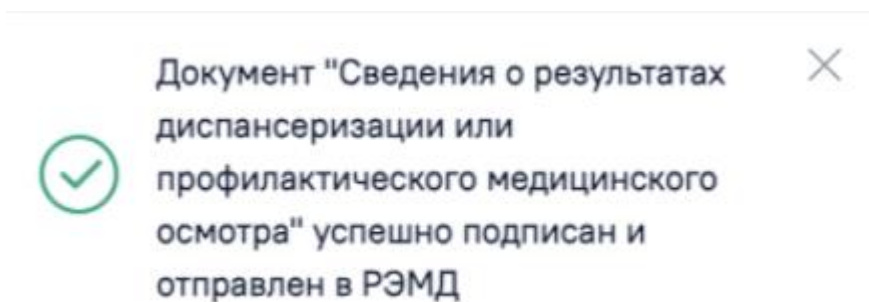 Документ "Сведения о результатах
диспансеризации или
профилактического медицинского
осмотра" успешно подписан и
отправлен в РЭМД